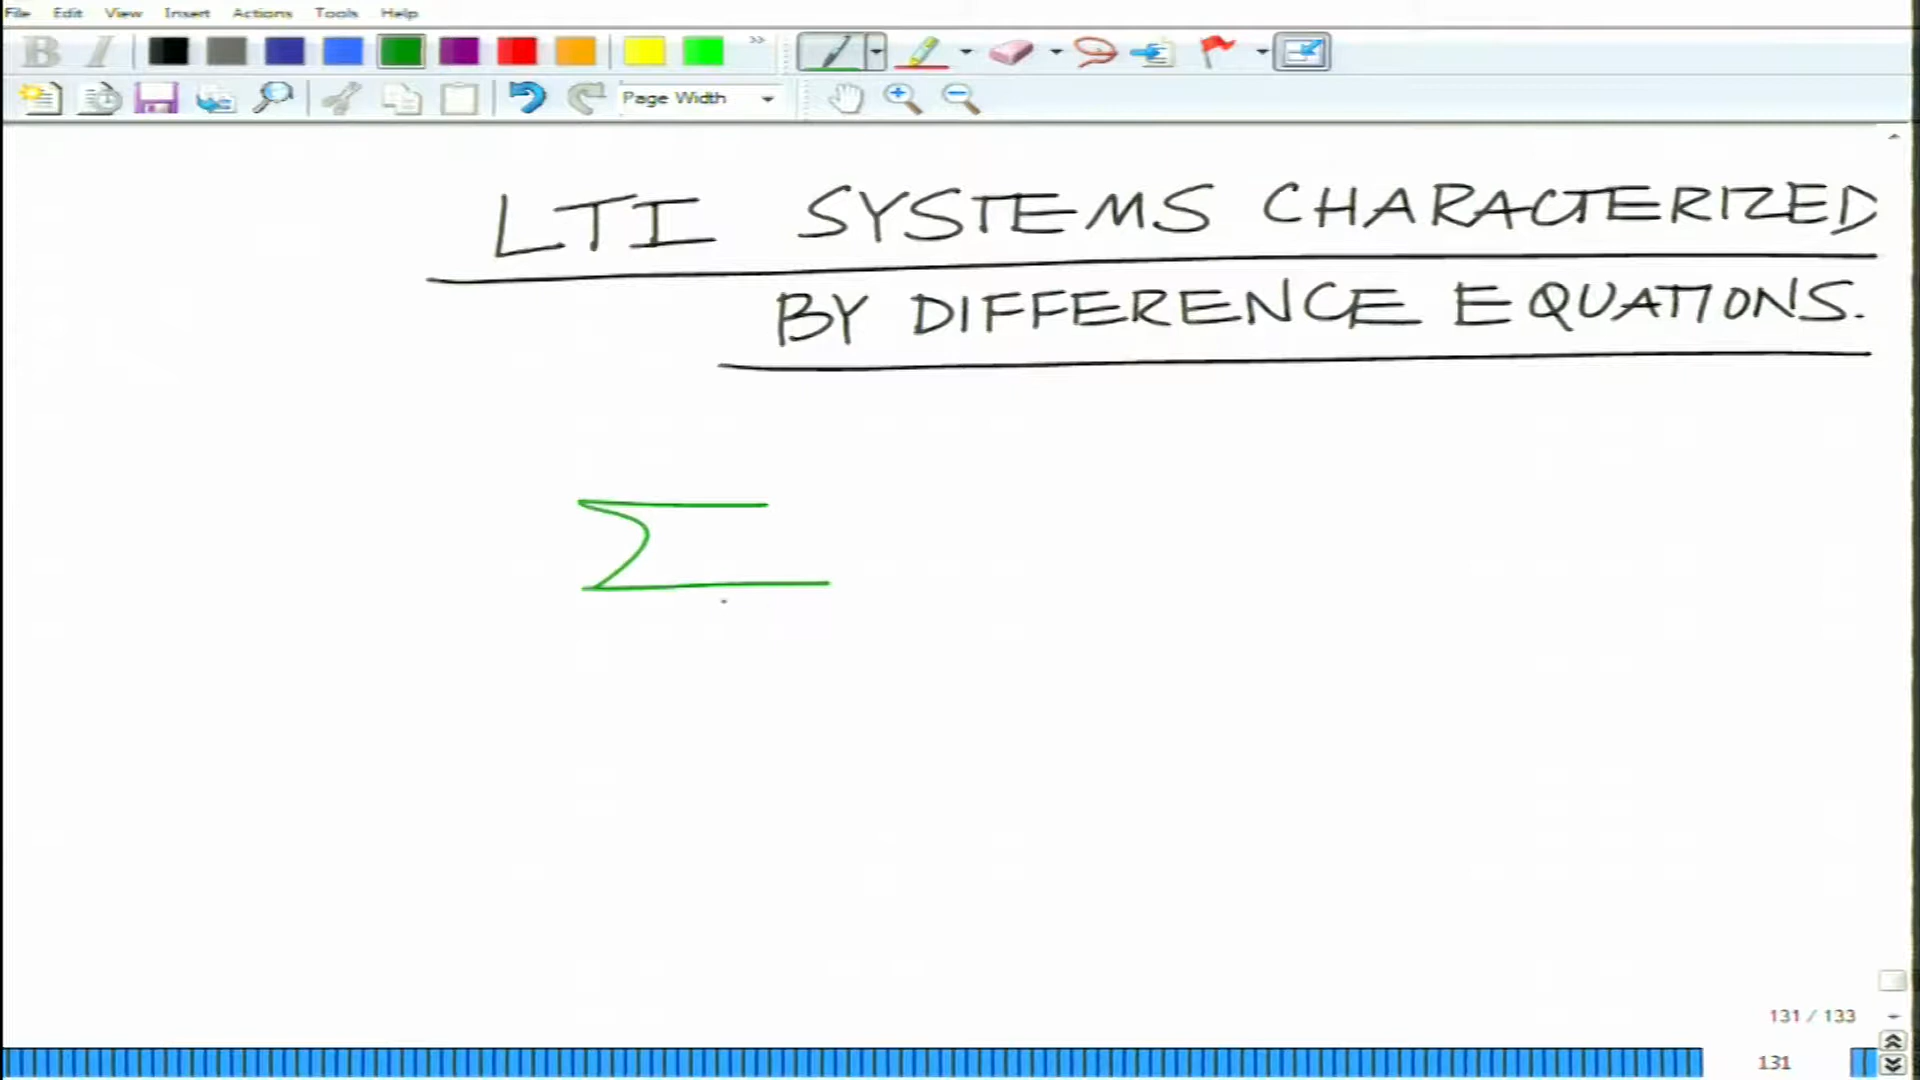 File Edit View Insert Actions Tools Help
B I
Page Width
LTI SYSTEMS CHARACTERIZED
BY DIFFERENCE EQUATIONS.
Σ
131 / 133
131